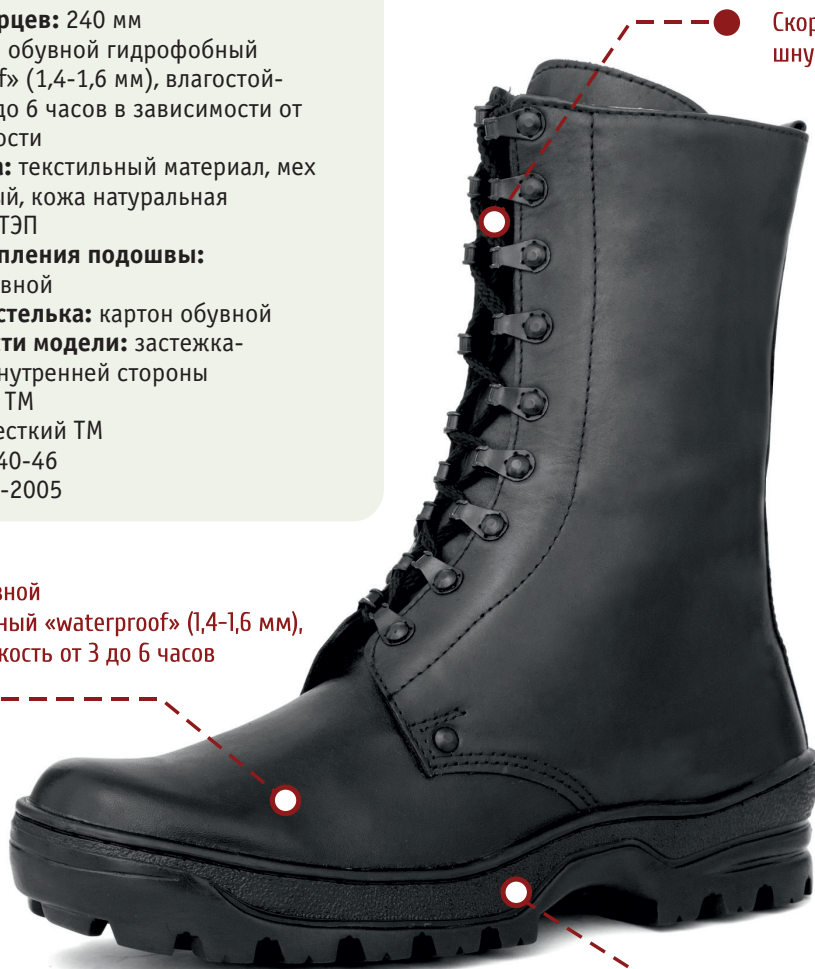 рцев: 240 мм
обувной гидрофобный
f» (1,4-1,6 мм), влагостой-
до 6 часов в зависимости от
ости
а: текстильный материал, мех
ый, кожа натуральная
ТЭП
пления подошвы:
вной
стелька: картон обувной
сти модели: застежка-
нутренней стороны
ТМ
есткий ТМ
40-46
-2005
Скор
шну
вной
ный «waterproof» (1,4-1,6 мм),
кость от 3 до 6 часов